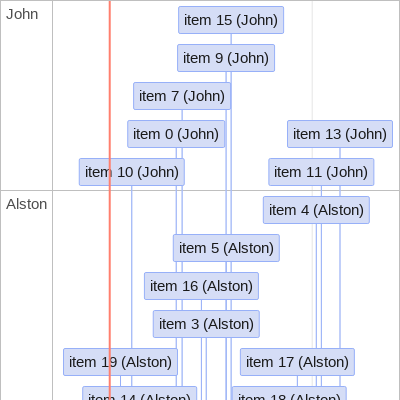 John
item 15 (John)
item 9 (John)
item 7 (John)
item 0 (John)
item 13 (John)
item 10 (John)
item 11 (John)
Alston
item 4 (Alston)
item 5 (Alston)
item 16 (Alston)
item 3 (Alston)
item 19 (Alston)
item 17 (Alston)
item 14 (Alston)
item 18 (Alston)